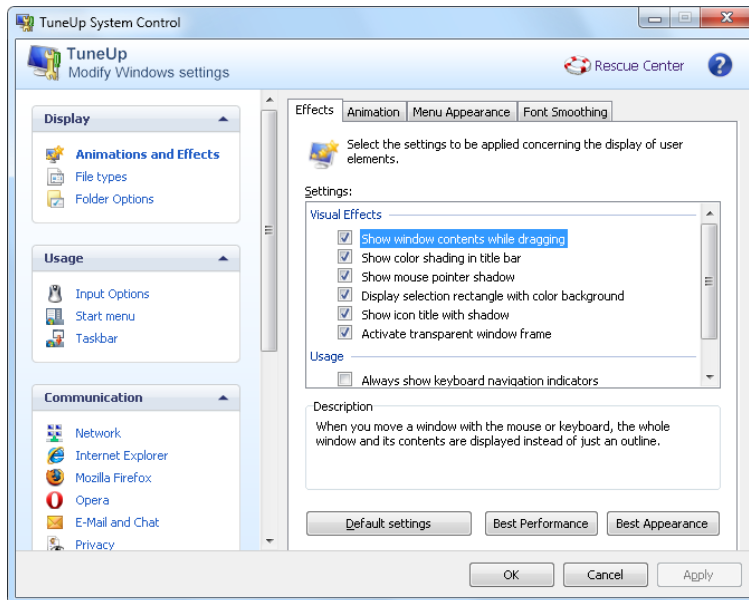 TuneUp System Control
TuneUp
Modify Windows settings
Rescue Center
?
Display
Animations and Effects
File types
Folder Options
Usage
Input Options
Start menu
Taskbar
Communication
Network
Internet Explorer
Mozilla Firefox
Opera
E-Mail and Chat
Privacy
Effects
Animation
Menu Appearance
Font Smoothing
Select the settings to be applied concerning the display of user
elements.
Settings:
Visual Effects
Show window contents while dragging
Show color shading in title bar
Show mouse pointer shadow
Display selection rectangle with color background
Show icon title with shadow
Activate transparent window frame
Usage
Always show keyboard navigation indicators
Description
When you move a window with the mouse or keyboard, the whole
window and its contents are displayed instead of just an outline.
Default settings
Best Performance
Best Appearance
OK
Cancel
Apply